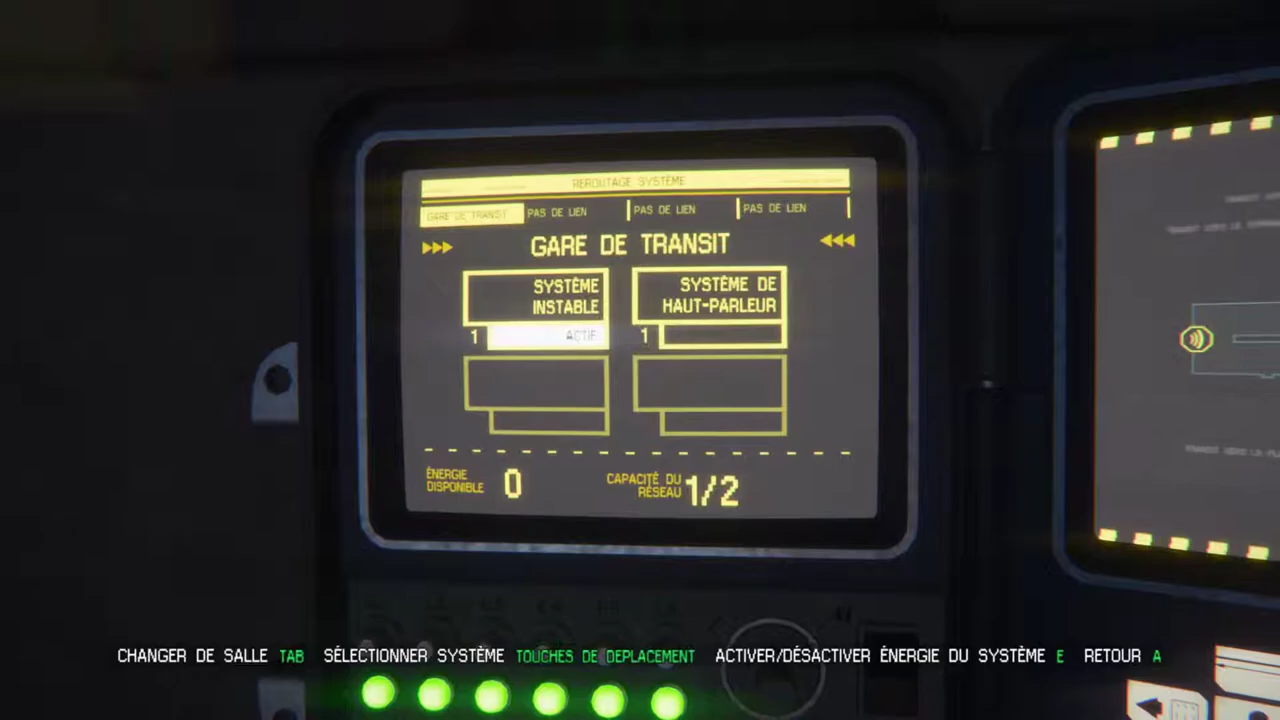 REROUTAGE SYSTÈME
GARE DE TRANSIT PAS DE LIEN PAS DE LIEN PAS DE LIEN
GARE DE TRANSIT
SYSTÈME
INSTABLE
1 ACTIF
SYSTÈME DE
HAUT-PARLEUR
1
ÉNERGIE
DISPONIBLE 0
CAPACITÉ DU
RÉSEAU 1/2
CHANGER DE SALLE TAB SÉLECTIONNER SYSTÈME TOUCHES DE DEPLACEMENT ACTIVER/DÉSACTIVER ÉNERGIE DU SYSTÈME E RETOUR A